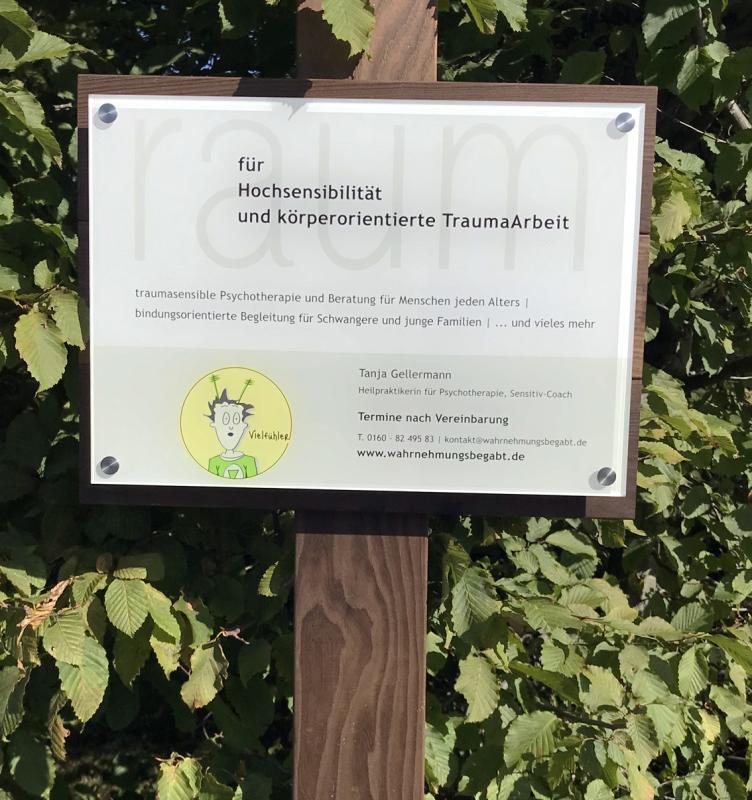 raum
für
Hochsensibilität
und körperorientierte TraumaArbeit
traumasensible Psychotherapie und Beratung für Menschen jeden Alters |
bindungsorientierte Begleitung für Schwangere und junge Familien | ... und vieles mehr
Vielfühler
Tanja Gellermann
Heilpraktikerin für Psychotherapie, Sensitiv-Coach
Termine nach Vereinbarung
T. 0160 - 82 495 83 | kontakt@wahrnehmungsbegabt.de
www.wahrnehmungsbegabt.de